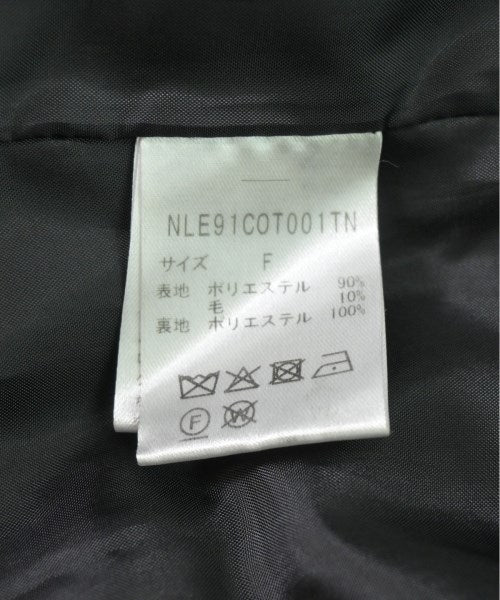 NLE91COT001TN
サイズ F
表地 ポリエステル 90%
毛 10%
裏地 ポリエステル 100%
F
W